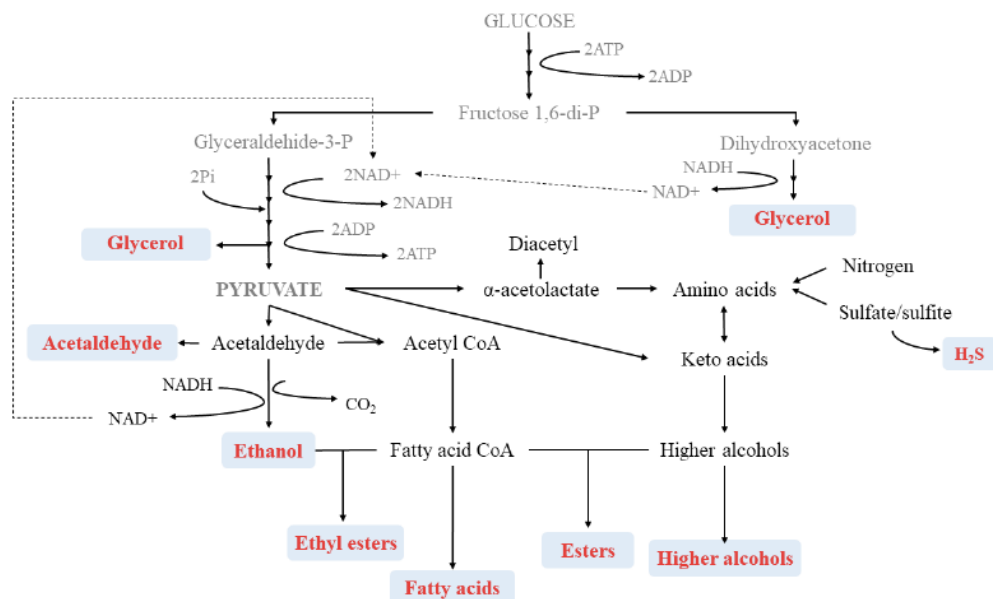 GLUCOSE
2ATP
2ADP
Fructose 1,6-di-P
Glyceraldehide-3-P
Dihydroxyacetone
2Pi
2NAD+
NADH
NAD+
2NADH
Glycerol
2ADP
Glycerol
2ATP
Diacetyl
Nitrogen
PYRUVATE
α-acetolactate
Amino acids
Sulfate/sulfite
Acetaldehyde
Acetaldehyde
Acetyl CoA
Keto acids
H₂S
NADH
CO₂
NAD+
Ethanol
Fatty acid CoA
Higher alcohols
Ethyl esters
Esters
Higher alcohols
Fatty acids